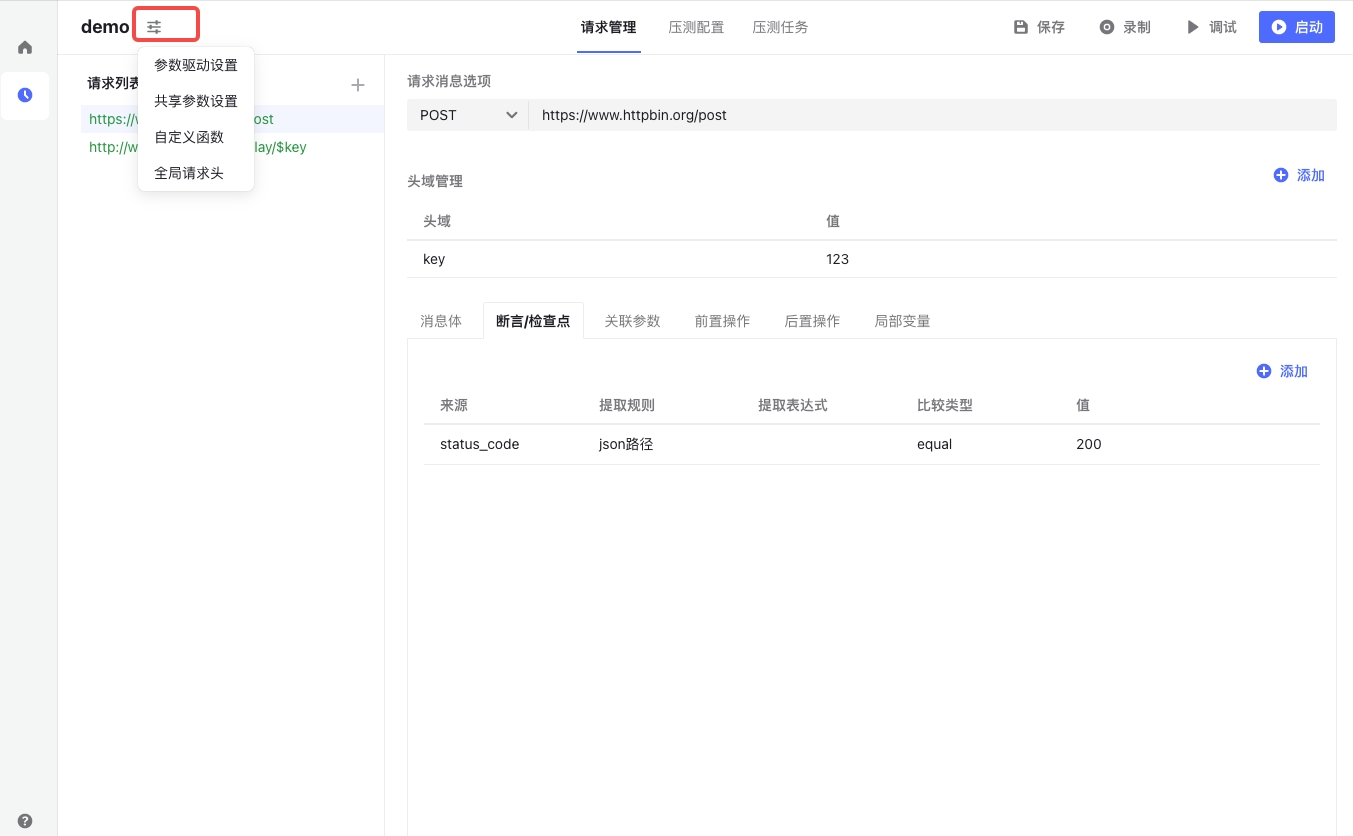 demo
请求管理 压测配置 压测任务
保存 录制 调试 启动
参数驱动设置
共享参数设置
自定义函数
全局请求头
请求列表
ost
lay/$key
请求消息选项
POST https://www.httpbin.org/post
头域管理 添加
头域 值
key 123
消息体 断言/检查点 关联参数 前置操作 后置操作 局部变量
添加
来源 提取规则 提取表达式 比较类型 值
status_code json路径 equal 200